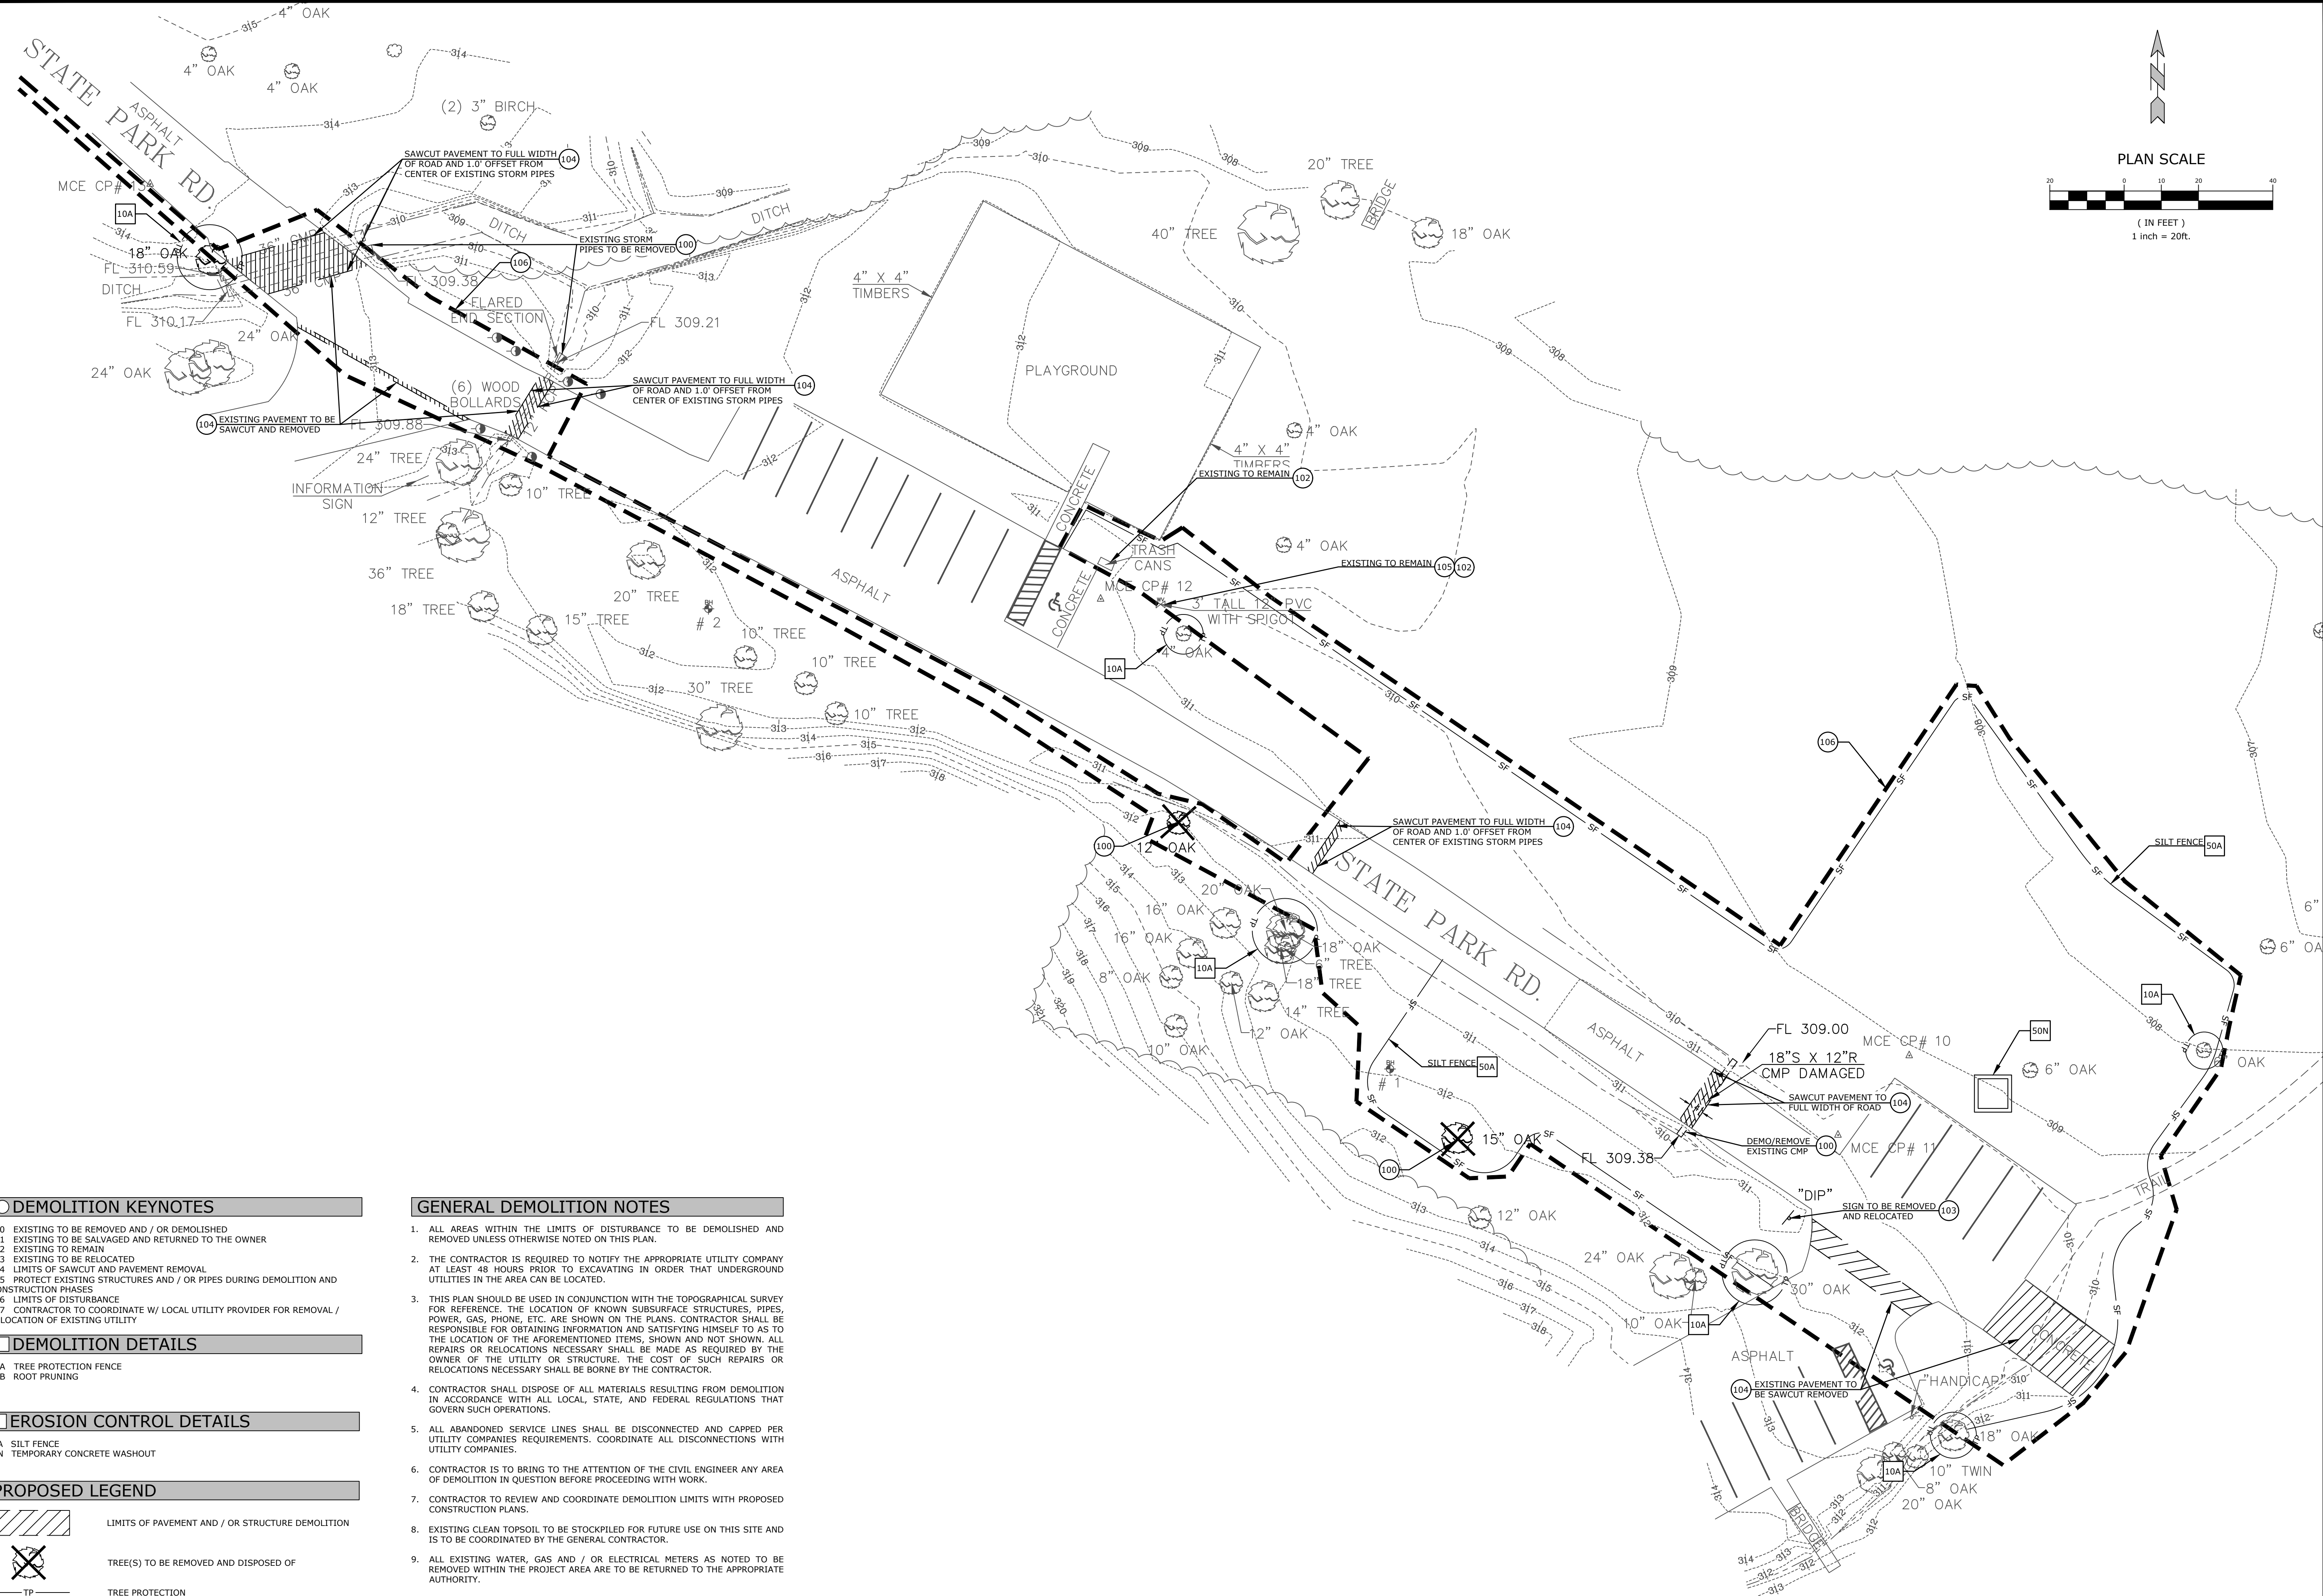 4" OAK
4" OAK
4" OAK
(2) 3" BIRCH
STATE
PARK RD.
ASPHALT
MCE CP# 13
10A
SAWCUT PAVEMENT TO FULL WIDTH
OF ROAD AND 1.0' OFFSET FROM
CENTER OF EXISTING STORM PIPES
104
18" OAK
FL 310.59
DITCH
FL 310.17
36" CMP
DITCH
DITCH
EXISTING STORM
PIPES TO BE REMOVED
100
106
309.38
FLARED
END SECTION
FL 309.21
24" OAK
24" OAK
(6) WOOD
BOLLARDS
SAWCUT PAVEMENT TO FULL WIDTH
OF ROAD AND 1.0' OFFSET FROM
CENTER OF EXISTING STORM PIPES
104
104
EXISTING PAVEMENT TO BE
SAWCUT AND REMOVED
FL 309.88
24" TREE
INFORMATION
SIGN
10" TREE
12" TREE
36" TREE
18" TREE
15" TREE
20" TREE
BH
# 2
10" TREE
10" TREE
30" TREE
10" TREE
ASPHALT
4" X 4"
TIMBERS
PLAYGROUND
40" TREE
20" TREE
BRIDGE
18" OAK
4" OAK
4" X 4"
TIMBERS
EXISTING TO REMAIN
102
CONCRETE
CONCRETE
TRASH
CANS
4" OAK
EXISTING TO REMAIN
105
102
MCE CP# 12
3' TALL 12" PVC
WITH SPIGOT
4" OAK
10A
PLAN SCALE
20 0 10 20 40
( IN FEET )
1 inch = 20ft.
106
SILT FENCE
50A
100
12" OAK
SAWCUT PAVEMENT TO FULL WIDTH
OF ROAD AND 1.0' OFFSET FROM
CENTER OF EXISTING STORM PIPES
104
STATE PARK RD.
20" OAK
16" OAK
16" OAK
18" OAK
6" TREE
18" TREE
10A
8" OAK
14" TREE
12" OAK
10" OAK
SILT FENCE
50A
BH
# 1
ASPHALT
FL 309.00
18"S X 12"R
CMP DAMAGED
MCE CP# 10
50N
6" OAK
10A
OAK
6"
6" OA
SAWCUT PAVEMENT TO
FULL WIDTH OF ROAD
104
DEMO/REMOVE
EXISTING CMP
100
MCE CP# 11
FL 309.38
15" OAK
100
"DIP"
SIGN TO BE REMOVED
AND RELOCATED
103
TRAIL
12" OAK
24" OAK
30" OAK
10" OAK
10A
ASPHALT
CONCRETE
104
EXISTING PAVEMENT TO
BE SAWCUT REMOVED
"HANDICAP"
18" OAK
10A
10" TWIN
8" OAK
20" OAK
BRIDGE
DEMOLITION KEYNOTES
0 EXISTING TO BE REMOVED AND / OR DEMOLISHED
1 EXISTING TO BE SALVAGED AND RETURNED TO THE OWNER
2 EXISTING TO REMAIN
3 EXISTING TO BE RELOCATED
4 LIMITS OF SAWCUT AND PAVEMENT REMOVAL
5 PROTECT EXISTING STRUCTURES AND / OR PIPES DURING DEMOLITION AND
ONSTRUCTION PHASES
6 LIMITS OF DISTURBANCE
7 CONTRACTOR TO COORDINATE W/ LOCAL UTILITY PROVIDER FOR REMOVAL /
LOCATION OF EXISTING UTILITY
DEMOLITION DETAILS
A TREE PROTECTION FENCE
B ROOT PRUNING
EROSION CONTROL DETAILS
A SILT FENCE
N TEMPORARY CONCRETE WASHOUT
PROPOSED LEGEND
LIMITS OF PAVEMENT AND / OR STRUCTURE DEMOLITION
TREE(S) TO BE REMOVED AND DISPOSED OF
TP
TREE PROTECTION
GENERAL DEMOLITION NOTES
1. ALL AREAS WITHIN THE LIMITS OF DISTURBANCE TO BE DEMOLISHED AND
REMOVED UNLESS OTHERWISE NOTED ON THIS PLAN.
2. THE CONTRACTOR IS REQUIRED TO NOTIFY THE APPROPRIATE UTILITY COMPANY
AT LEAST 48 HOURS PRIOR TO EXCAVATING IN ORDER THAT UNDERGROUND
UTILITIES IN THE AREA CAN BE LOCATED.
3. THIS PLAN SHOULD BE USED IN CONJUNCTION WITH THE TOPOGRAPHICAL SURVEY
FOR REFERENCE. THE LOCATION OF KNOWN SUBSURFACE STRUCTURES, PIPES,
POWER, GAS, PHONE, ETC. ARE SHOWN ON THE PLANS. CONTRACTOR SHALL BE
RESPONSIBLE FOR OBTAINING INFORMATION AND SATISFYING HIMSELF TO AS TO
THE LOCATION OF THE AFOREMENTIONED ITEMS, SHOWN AND NOT SHOWN. ALL
REPAIRS OR RELOCATIONS NECESSARY SHALL BE MADE AS REQUIRED BY THE
OWNER OF THE UTILITY OR STRUCTURE. THE COST OF SUCH REPAIRS OR
RELOCATIONS NECESSARY SHALL BE BORNE BY THE CONTRACTOR.
4. CONTRACTOR SHALL DISPOSE OF ALL MATERIALS RESULTING FROM DEMOLITION
IN ACCORDANCE WITH ALL LOCAL, STATE, AND FEDERAL REGULATIONS THAT
GOVERN SUCH OPERATIONS.
5. ALL ABANDONED SERVICE LINES SHALL BE DISCONNECTED AND CAPPED PER
UTILITY COMPANIES REQUIREMENTS. COORDINATE ALL DISCONNECTIONS WITH
UTILITY COMPANIES.
6. CONTRACTOR IS TO BRING TO THE ATTENTION OF THE CIVIL ENGINEER ANY AREA
OF DEMOLITION IN QUESTION BEFORE PROCEEDING WITH WORK.
7. CONTRACTOR TO REVIEW AND COORDINATE DEMOLITION LIMITS WITH PROPOSED
CONSTRUCTION PLANS.
8. EXISTING CLEAN TOPSOIL TO BE STOCKPILED FOR FUTURE USE ON THIS SITE AND
IS TO BE COORDINATED BY THE GENERAL CONTRACTOR.
9. ALL EXISTING WATER, GAS AND / OR ELECTRICAL METERS AS NOTED TO BE
REMOVED WITHIN THE PROJECT AREA ARE TO BE RETURNED TO THE APPROPRIATE
AUTHORITY.